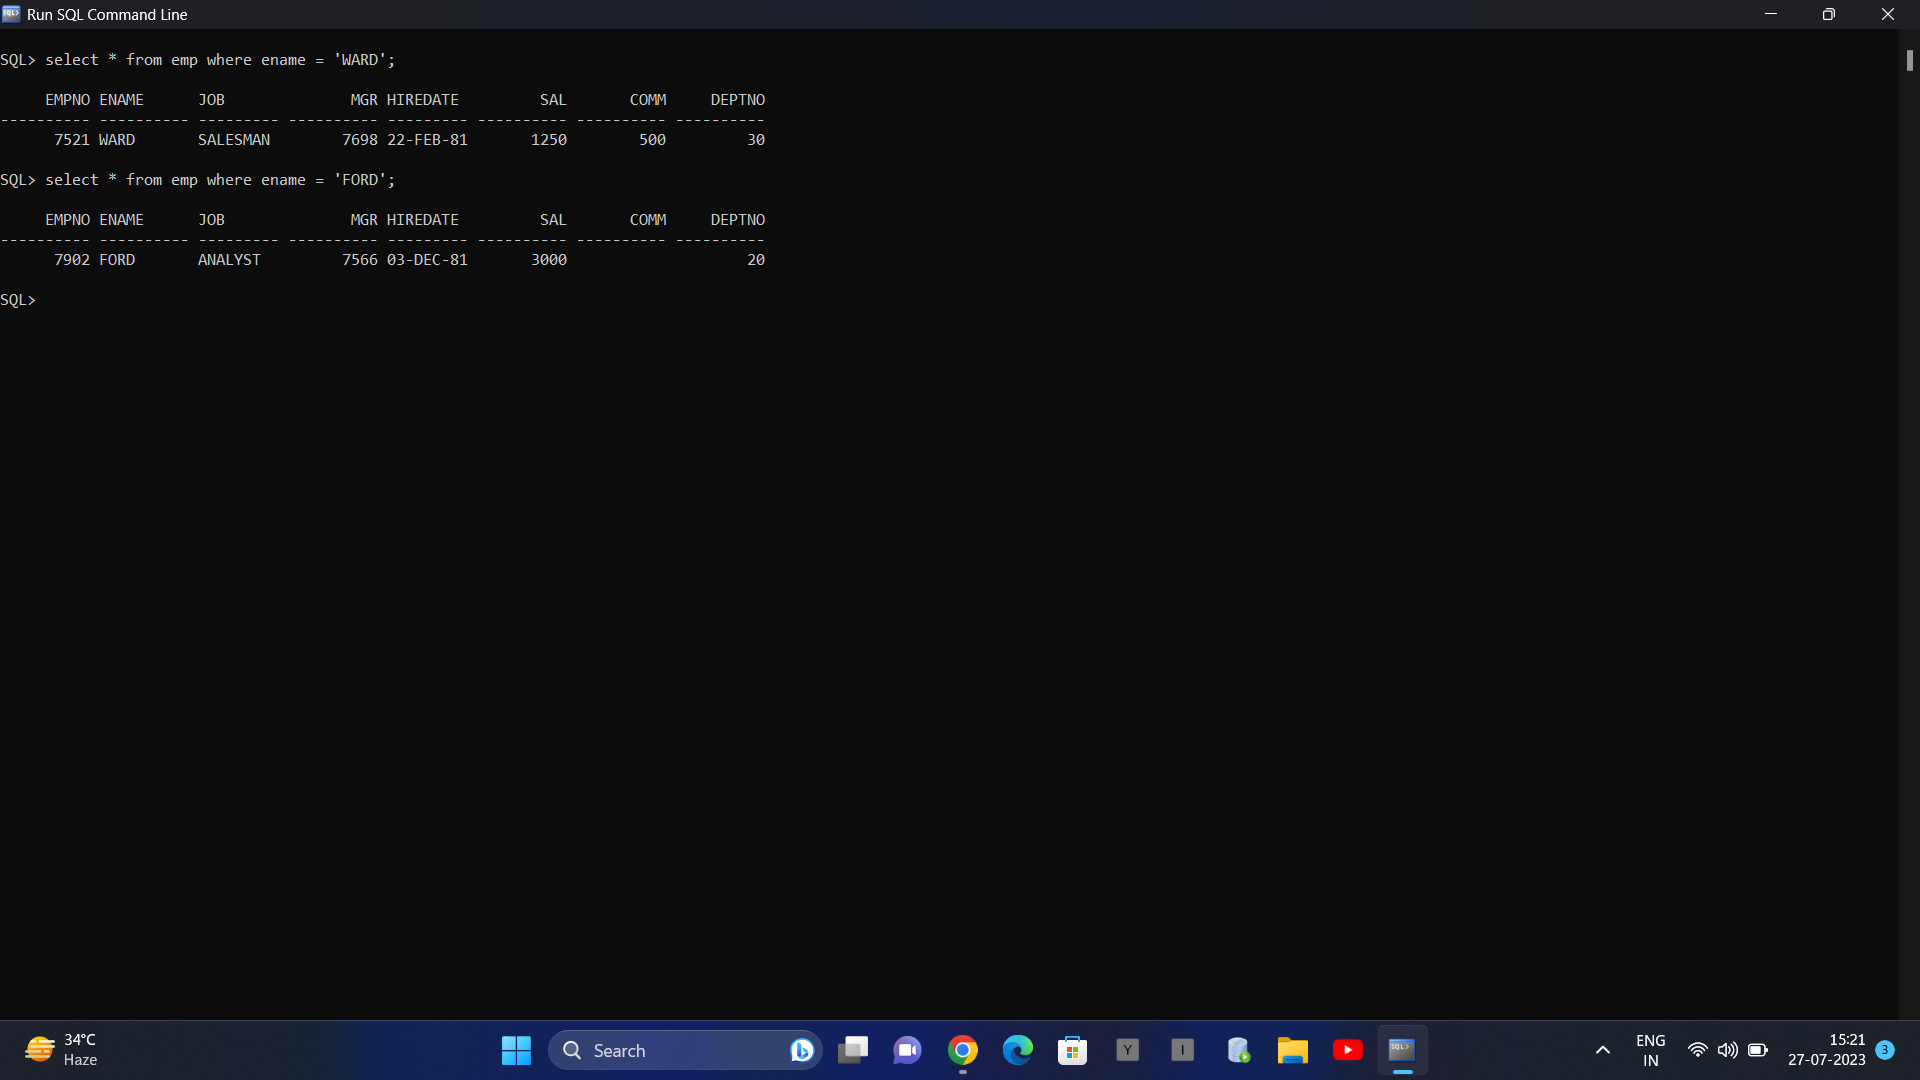 Run SQL Command Line
SQL> select * from emp where ename = 'WARD';
     EMPNO ENAME      JOB              MGR HIREDATE         SAL       COMM     DEPTNO
---------- ---------- --------- ---------- --------- ---------- ---------- ----------
      7521 WARD       SALESMAN        7698 22-FEB-81       1250        500         30
SQL> select * from emp where ename = 'FORD';
     EMPNO ENAME      JOB              MGR HIREDATE         SAL       COMM     DEPTNO
---------- ---------- --------- ---------- --------- ---------- ---------- ----------
      7902 FORD       ANALYST         7566 03-DEC-81       3000                    20
SQL>
34°C
Haze
Search
Y
I
SQL>
ENG
IN
15:21
27-07-2023
3